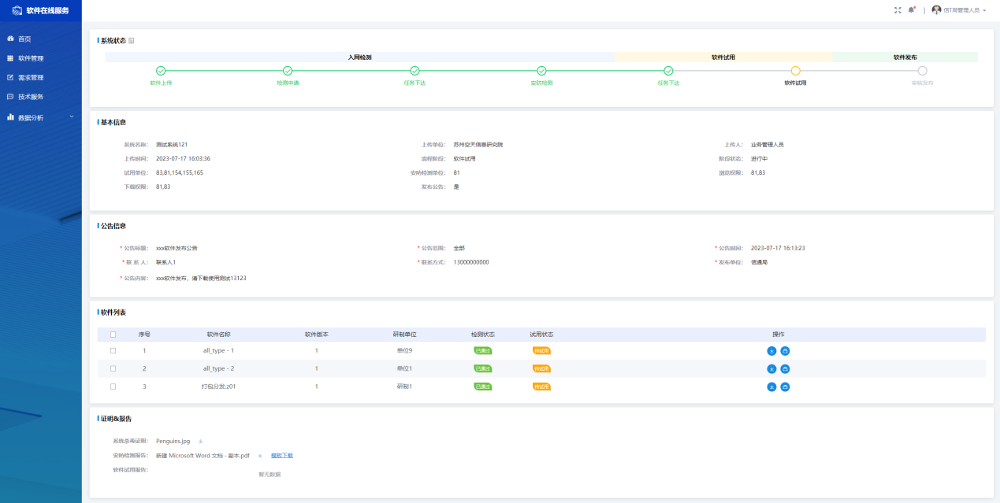 软件在线服务
信T局管理人员
首页
软件管理
需求管理
技术服务
数据分析
系统状态
入网检测 软件试用 软件发布
软件上传 检测申请 任务下达 安防检测 任务下达 软件试用 审核发布
基本信息
系统名称: 测试系统121 上传单位: 苏州空天信息研究院 上传人: 业务管理人员
上传时间: 2023-07-17 16:03:36 流程阶段: 软件试用 阶段状态: 进行中
试用单位: 83,81,154,155,165 安防检测单位: 81 浏览权限: 81,83
下载权限: 81,83 发布公告: 是
公告信息
* 公告标题: xxx软件发布公告 * 公告范围: 全部 * 公告时间: 2023-07-17 16:13:23
* 联 系 人: 联系人1 * 联系方式: 13000000000 * 发布单位: 信通局
* 公告内容: xxx软件发布，请下载使用测试13123
软件列表
序号 软件名称 软件版本 研制单位 检测状态 试用状态 操作
1 all_type - 1 1 单位9 已通过 待试用
2 all_type - 2 1 单位1 已通过 待试用
3 打包分发.z01 1 研制1 已通过 待试用
证明&报告
系统杀毒证明: Penguins.jpg
安防检测报告: 新建 Microsoft Word 文档 - 副本.pdf 模板下载
软件试用报告:
暂无数据